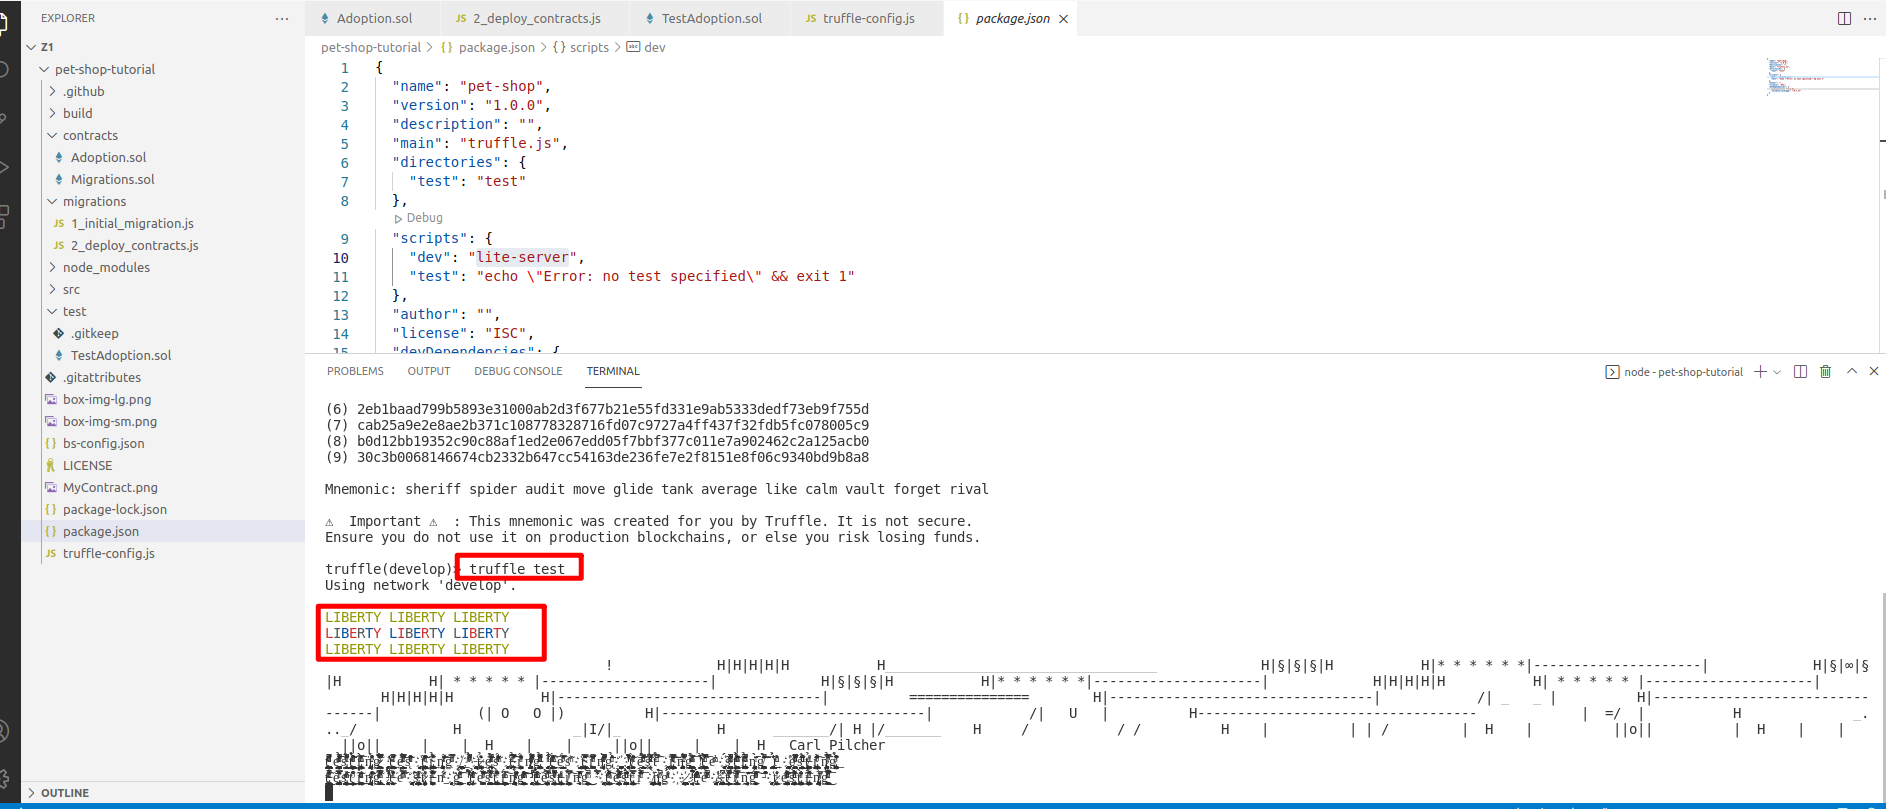 EXPLORER
Z1
pet-shop-tutorial
.github
build
contracts
Adoption.sol
Migrations.sol
migrations
JS 1_initial_migration.js
JS 2_deploy_contracts.js
node_modules
src
test
.gitkeep
TestAdoption.sol
.gitattributes
box-img-lg.png
box-img-sm.png
{} bs-config.json
LICENSE
MyContract.png
{} package-lock.json
{} package.json
JS truffle-config.js
OUTLINE
Adoption.sol JS 2_deploy_contracts.js TestAdoption.sol JS truffle-config.js {} package.json
pet-shop-tutorial > {} package.json > {} scripts > abc dev
1 {
2 "name": "pet-shop",
3 "version": "1.0.0",
4 "description": "",
5 "main": "truffle.js",
6 "directories": {
7 "test": "test"
8 },
Debug
9 "scripts": {
10 "dev": "lite-server",
11 "test": "echo \"Error: no test specified\" && exit 1"
12 },
13 "author": "",
14 "license": "ISC",
15 "devDependencies": {
PROBLEMS OUTPUT DEBUG CONSOLE TERMINAL
node - pet-shop-tutorial
(6) 2eb1baad799b5893e31000ab2d3f677b21e55fd331e9ab5333dedf73eb9f755d
(7) cab25a9e2e8ae2b371c108778328716fd07c9727a4ff437f32fdb5fc078005c9
(8) b0d12bb19352c90c88af1ed2e067edd05f7bbf377c011e7a902462c2a125acb0
(9) 30c3b0068146674cb2332b647cc54163de236fe7e2f8151e8f06c9340bd9b8a8
Mnemonic: sheriff spider audit move glide tank average like calm vault forget rival
⚠ Important ⚠ : This mnemonic was created for you by Truffle. It is not secure.
Ensure you do not use it on production blockchains, or else you risk losing funds.
truffle(develop)> truffle test
Using network 'develop'.
LIBERTY LIBERTY LIBERTY
LIBERTY LIBERTY LIBERTY
LIBERTY LIBERTY LIBERTY
! H|H|H|H|H H__________________________________ H|§|§|§|H H|* * * * * *|---------------------| H|§|∞|§
|H H| * * * * * |---------------------| H|§|§|§|H H|* * * * * *|---------------------| H|H|H|H|H H| * * * * * |---------------------|
H|H|H|H|H H|---------------------------------| =============== H|---------------------------------| /| _ _ | H|---------------------------
------| (| O O |) H|-------------------------------| /| U | H----------------------------------- | =/ | H _.
.._/ H _|I/|_ H _______/| H |/_______ H / / / H | | | / | H | ||o|| | H | |
||o|| | | H | | ||o|| | | H Carl Pilcher